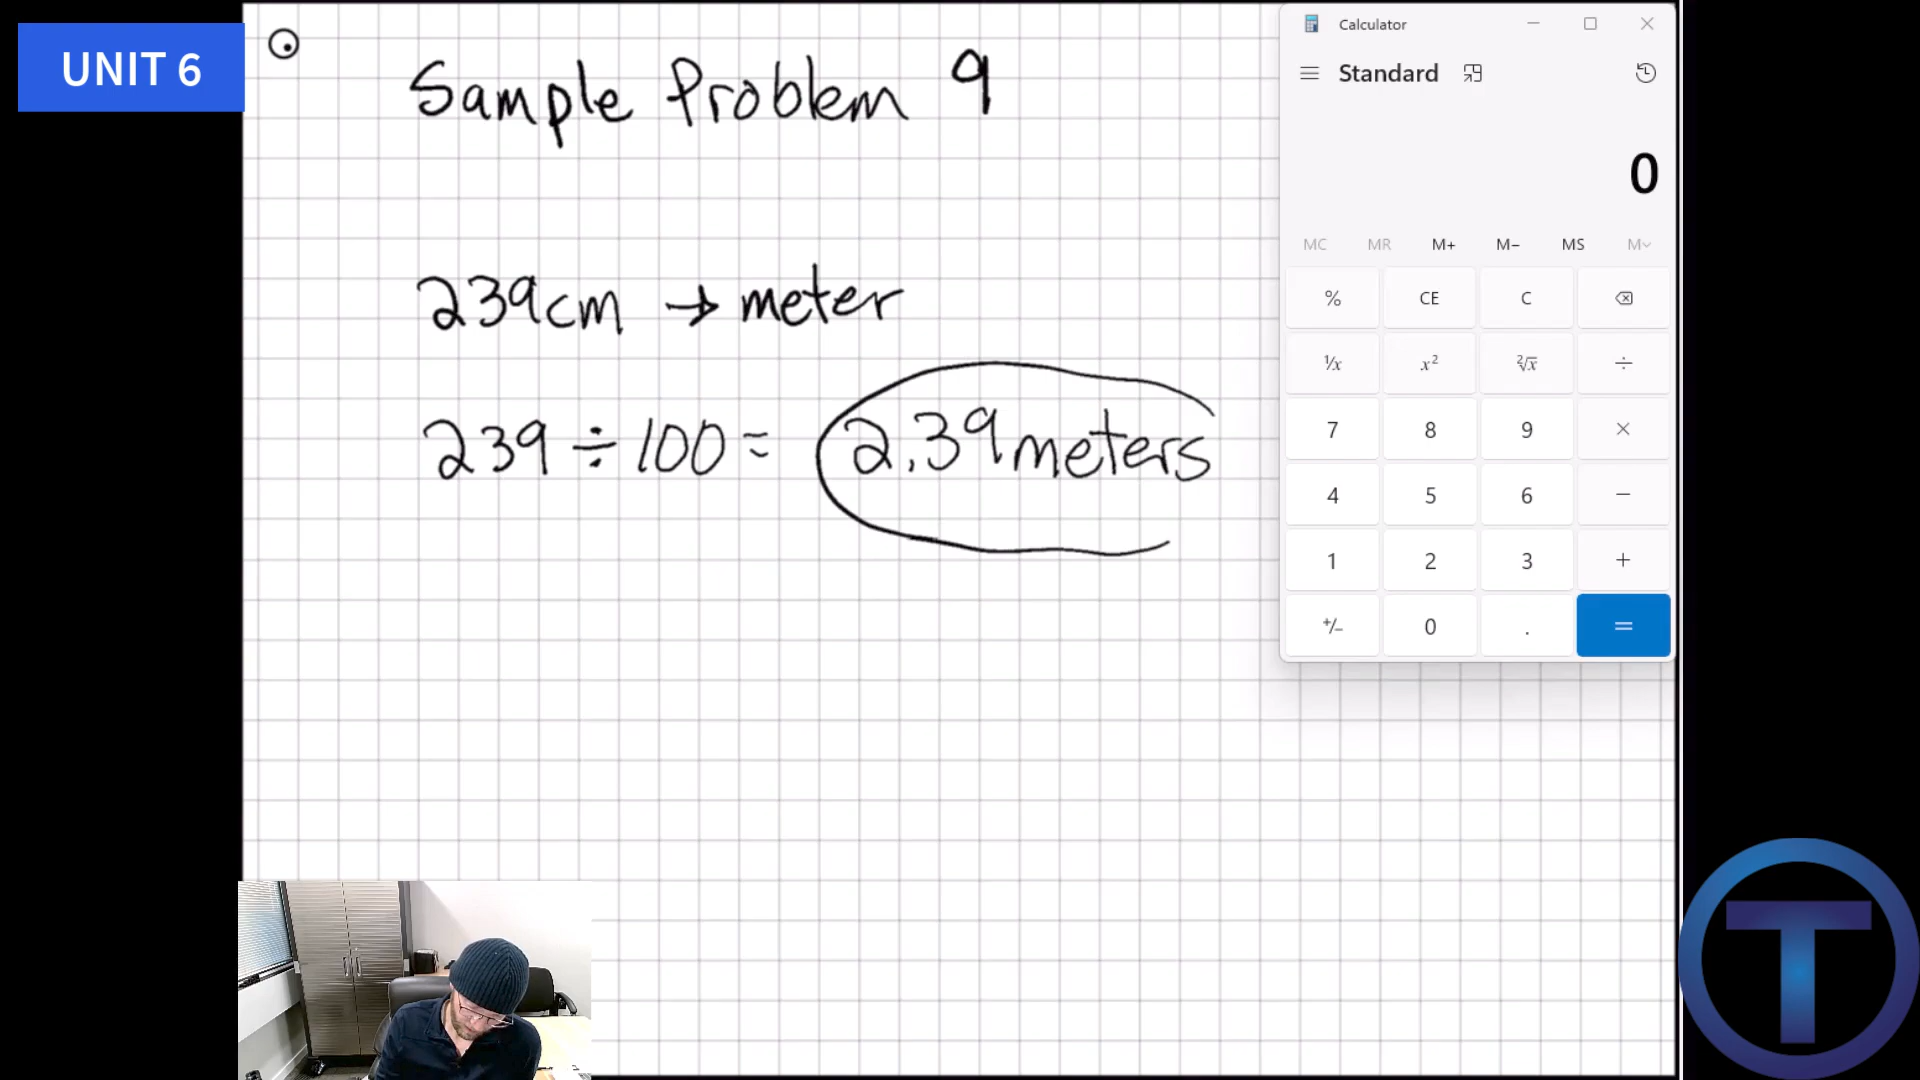 UNIT 6
Sample Problem 9
239cm → meter
239 ÷ 100 = 2.39 meters
Calculator
Standard
0
MC MR M+ M− MS M˅
% CE C
¹/x x² ²√x ÷
7 8 9 ×
4 5 6 −
1 2 3 +
+/− 0 . =
T